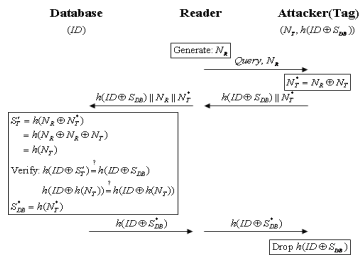 Database Reader Attacker(Tag)
(ID) (N_T, h(ID⊕S_DB))
Generate: N_R
Query, N_R
N_T^* = N_R ⊕ N_T
h(ID⊕S_DB) || N_R || N_T^* h(ID⊕S_DB) || N_T^*
S_T^* = h(N_R ⊕ N_T^*)
= h(N_R ⊕ N_R ⊕ N_T)
= h(N_T)
Verify: h(ID⊕S_T^*) ≟ h(ID⊕S_DB)
h(ID⊕h(N_T)) ≟ h(ID⊕h(N_T))
S_DB^* = h(N_T^*)
h(ID⊕S_DB^*) h(ID⊕S_DB^*)
Drop h(ID⊕S_DB)